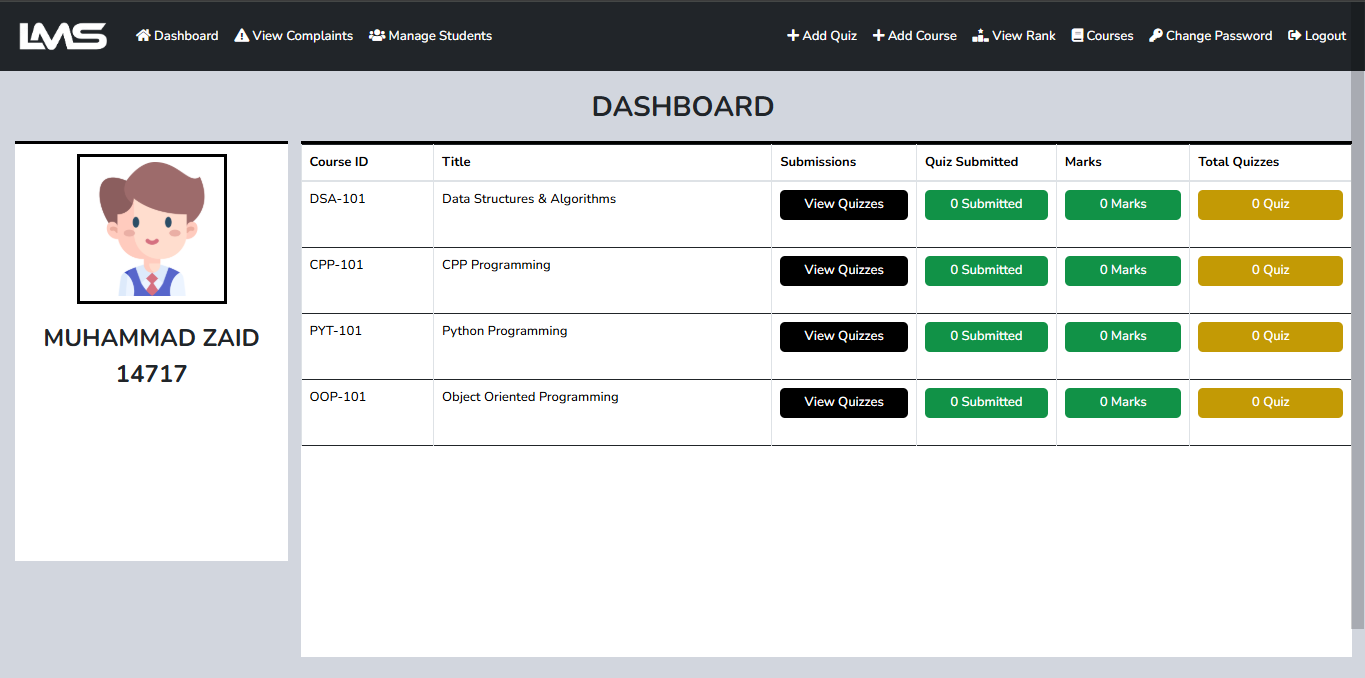 LMS Dashboard View Complaints Manage Students Add Quiz Add Course View Rank Courses Change Password Logout
DASHBOARD
MUHAMMAD ZAID
14717
Course ID Title Submissions Quiz Submitted Marks Total Quizzes
DSA-101 Data Structures & Algorithms View Quizzes 0 Submitted 0 Marks 0 Quiz
CPP-101 CPP Programming View Quizzes 0 Submitted 0 Marks 0 Quiz
PYT-101 Python Programming View Quizzes 0 Submitted 0 Marks 0 Quiz
OOP-101 Object Oriented Programming View Quizzes 0 Submitted 0 Marks 0 Quiz